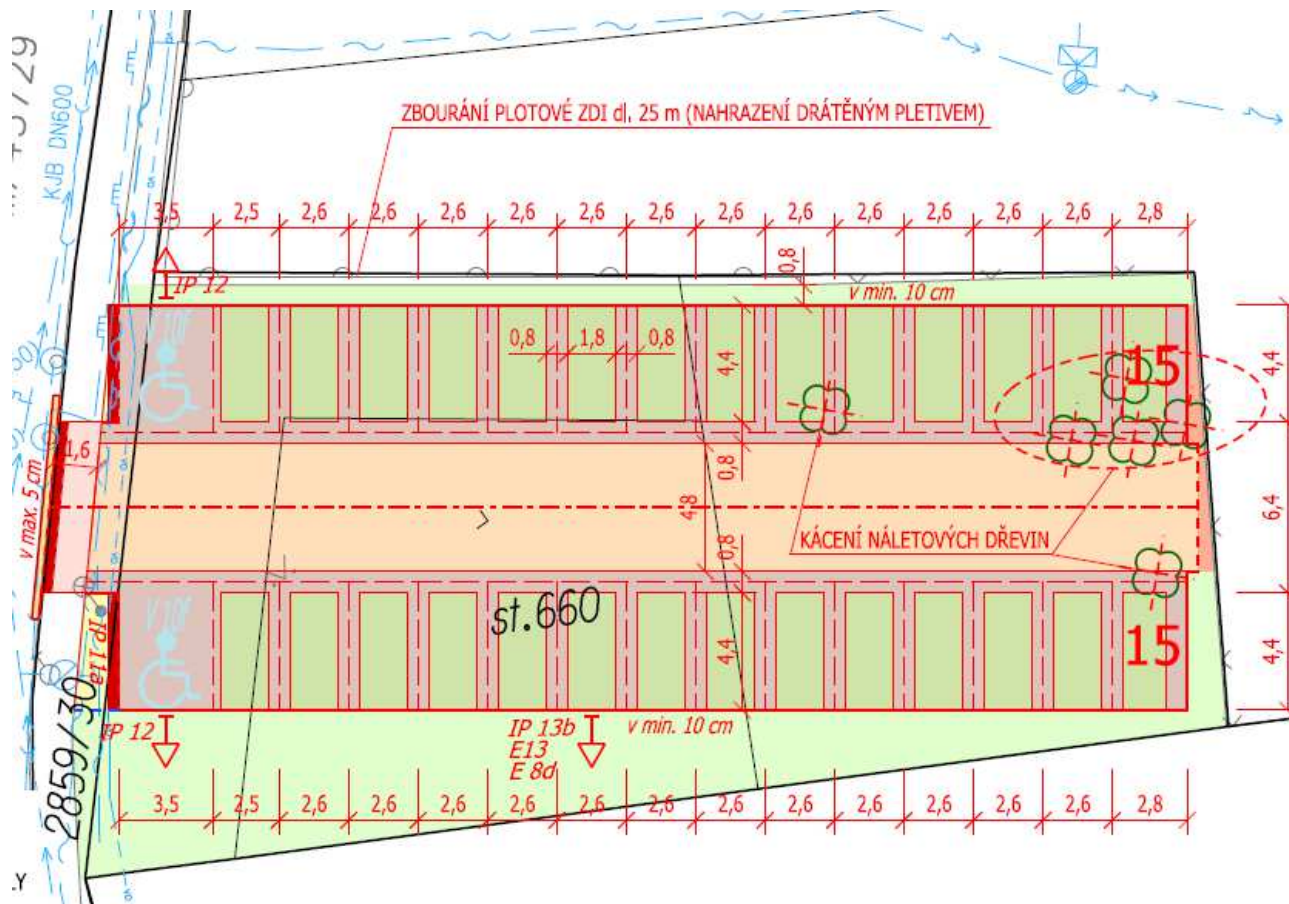 KJB DN600
ZBOURÁNÍ PLOTOVÉ ZDI dl. 25 m (NAHRAZENÍ DRÁTĚNÝM PLETIVEM)
3,5 2,5 2,6 2,6 2,6 2,6 2,6 2,6 2,6 2,6 2,6 2,6 2,6 2,6 2,8
0,8
IP 12
v min. 10 cm
V 10f
0,8 1,8 0,8
4,4
15
4,4
1,6
0,8
v max. 5 cm
4,8
6,4
0,8
KÁCENÍ NÁLETOVÝCH DŘEVIN
st.660
V 10f
IP 11a
4,4
15
4,4
2859/30
IP 12
IP 13b
v min. 10 cm
E13
E 8d
3,5 2,5 2,6 2,6 2,6 2,6 2,6 2,6 2,6 2,6 2,6 2,6 2,6 2,6 2,8